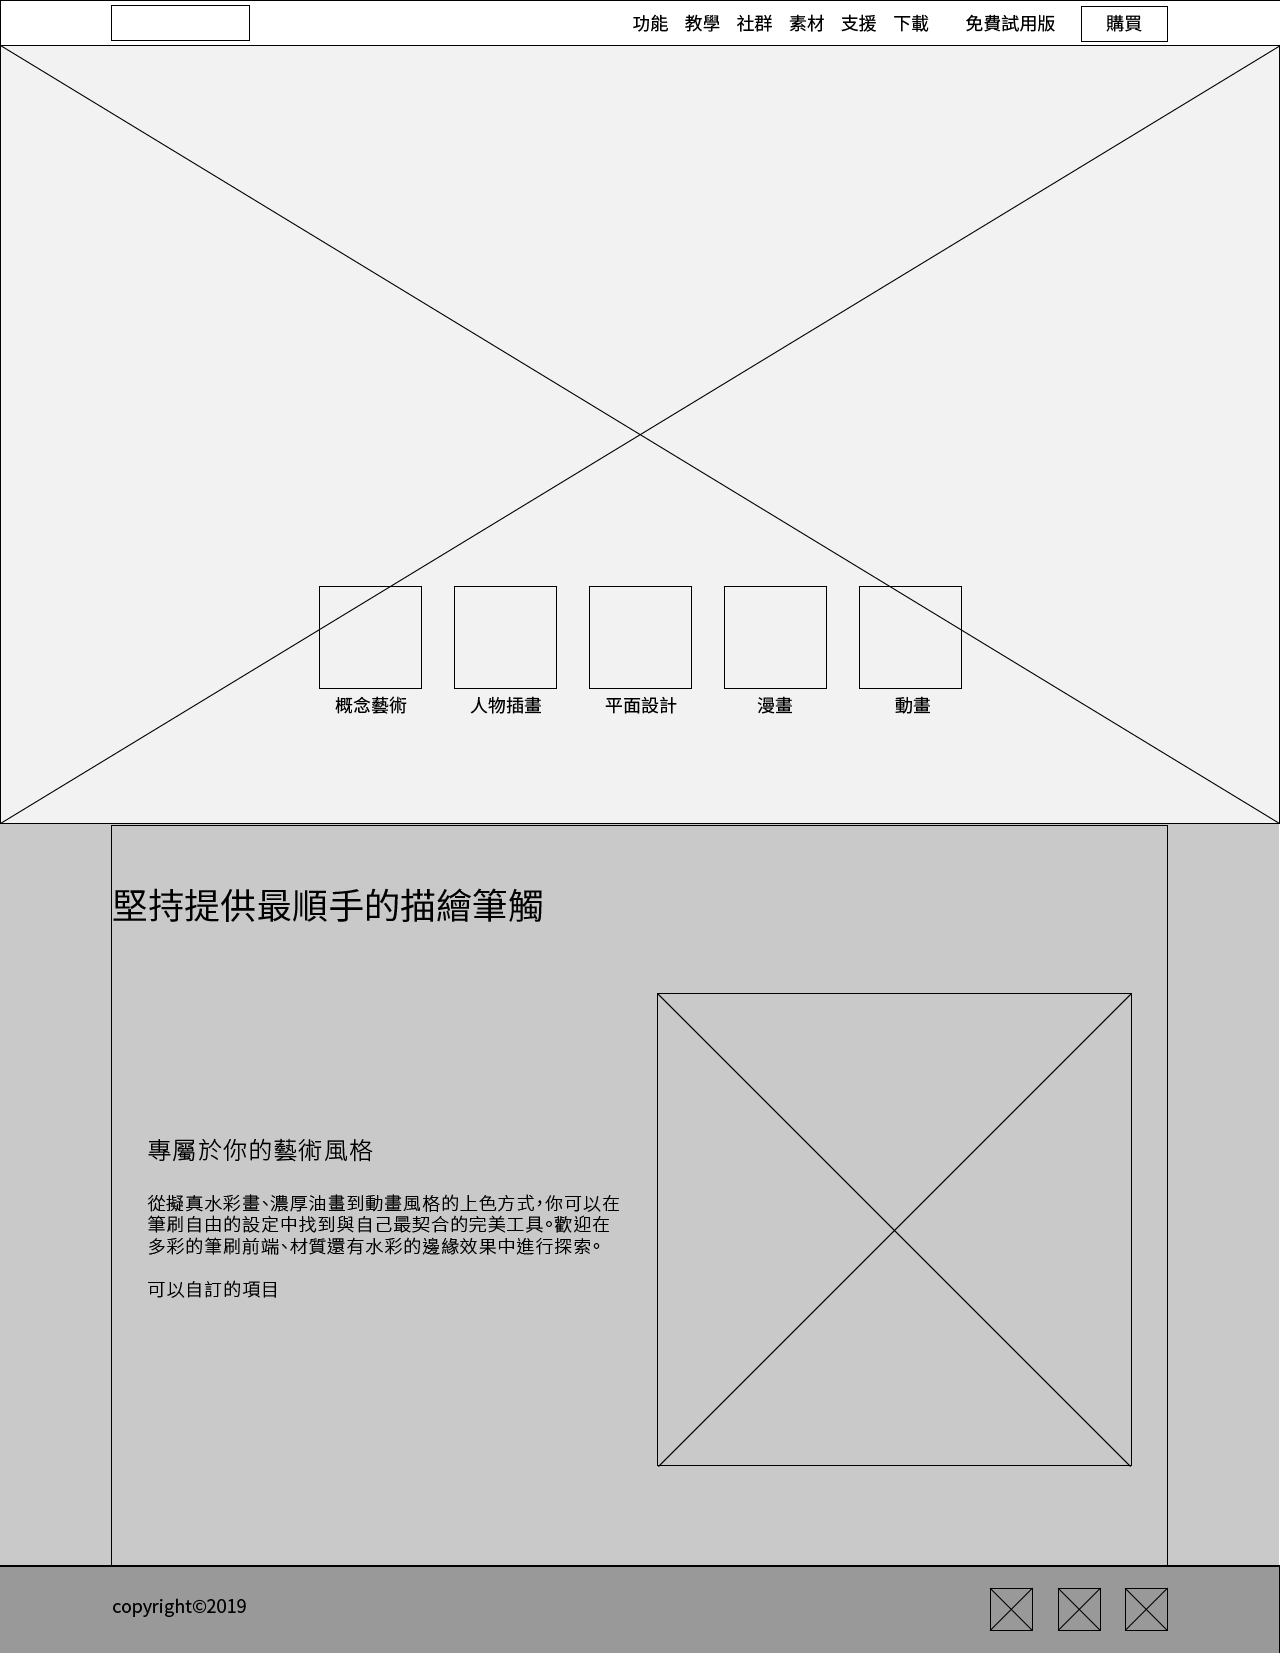 功能 教學 社群 素材 支援 下載 免費試用版 購買
概念藝術 人物插畫 平面設計 漫畫 動畫
堅持提供最順手的描繪筆觸
專屬於你的藝術風格
從擬真水彩畫、濃厚油畫到動畫風格的上色方式，你可以在
筆刷自由的設定中找到與自己最契合的完美工具。歡迎在
多彩的筆刷前端、材質還有水彩的邊緣效果中進行探索。
可以自訂的項目
copyright©2019